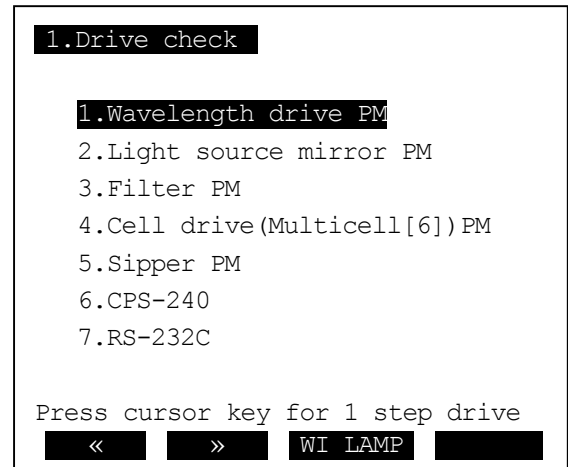 1.Drive check
1.Wavelength drive PM
2.Light source mirror PM
3.Filter PM
4.Cell drive(Multicell[6])PM
5.Sipper PM
6.CPS-240
7.RS-232C
Press cursor key for 1 step drive
« » WI LAMP